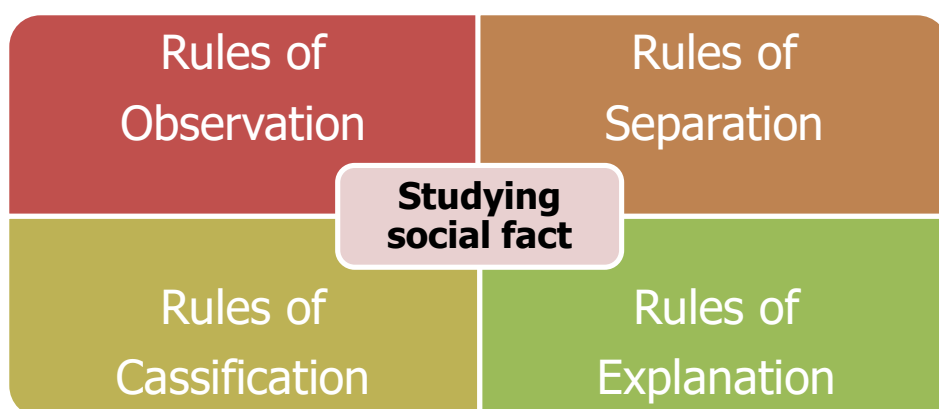 Rules of
Observation
Rules of
Separation
Studying
social fact
Rules of
Cassification
Rules of
Explanation